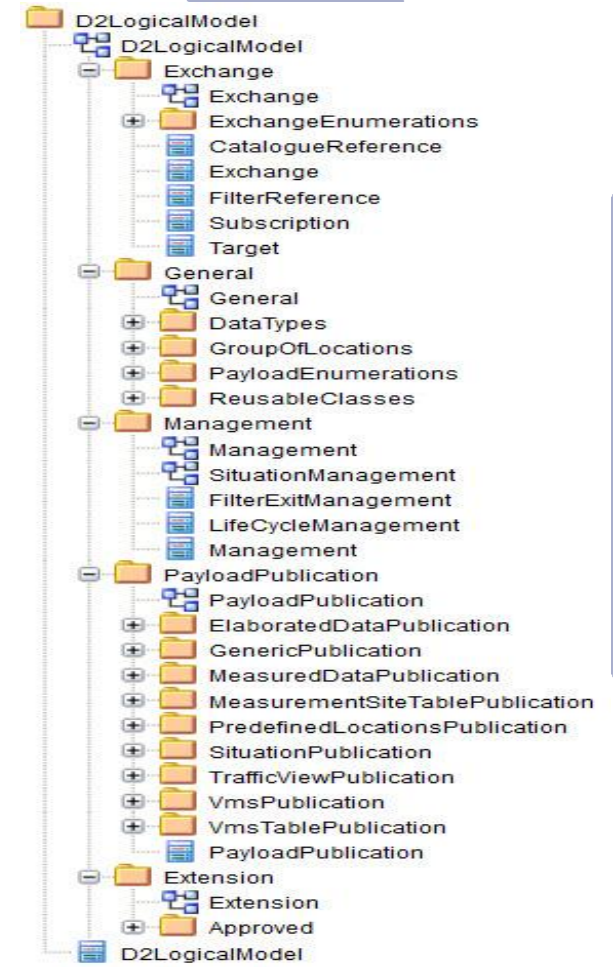 D2LogicalModel
D2LogicalModel
Exchange
Exchange
ExchangeEnumerations
CatalogueReference
Exchange
FilterReference
Subscription
Target
General
General
DataTypes
GroupOfLocations
PayloadEnumerations
ReusableClasses
Management
Management
SituationManagement
FilterExitManagement
LifeCycleManagement
Management
PayloadPublication
PayloadPublication
ElaboratedDataPublication
GenericPublication
MeasuredDataPublication
MeasurementSiteTablePublication
PredefinedLocationsPublication
SituationPublication
TrafficViewPublication
VmsPublication
VmsTablePublication
PayloadPublication
Extension
Extension
Approved
D2LogicalModel